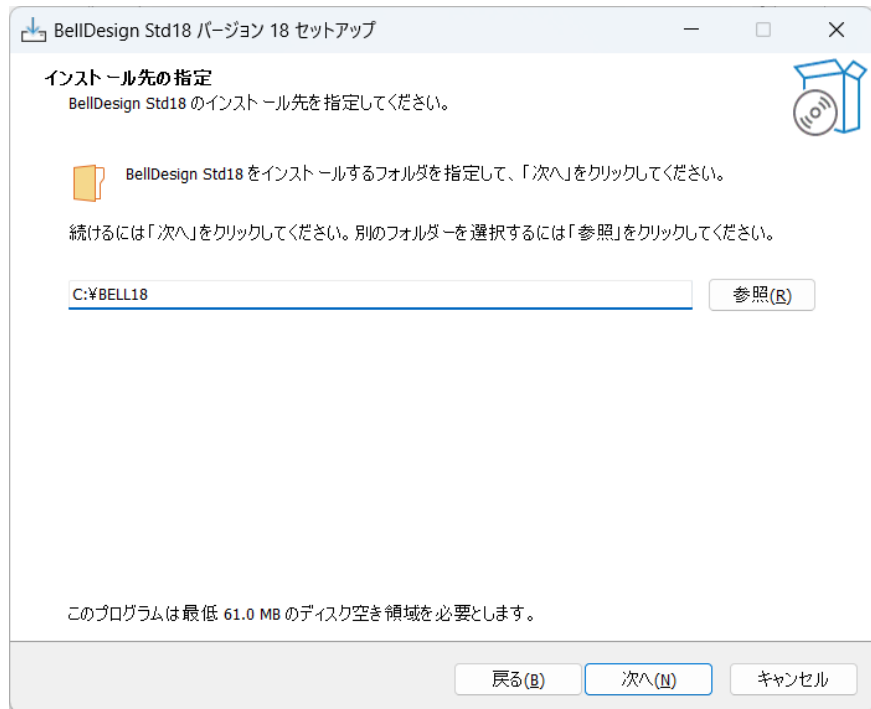 BellDesign Std18 バージョン 18 セットアップ
インストール先の指定
BellDesign Std18 のインストール先を指定してください。
BellDesign Std18 をインストールするフォルダを指定して、「次へ」をクリックしてください。
続けるには「次へ」をクリックしてください。別のフォルダーを選択するには「参照」をクリックしてください。
C:¥BELL18
参照(R)
このプログラムは最低 61.0 MB のディスク空き領域を必要とします。
戻る(B)
次へ(N)
キャンセル